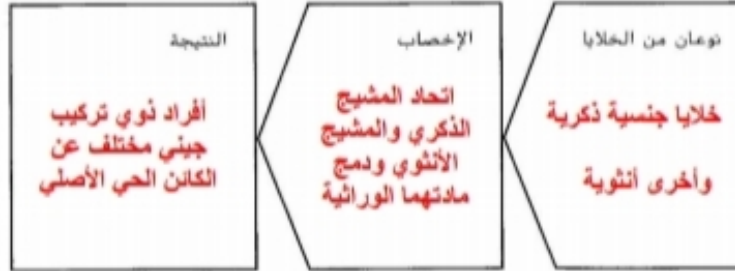 نوعان من الخلايا
خلايا جنسية ذكرية
وأخرى أنثوية
الإخصاب
اتحاد المشيج
الذكري والمشيج
الأنثوي ودمج
مادتهما الوراثية
النتيجة
أفراد ذوي تركيب
جيني مختلف عن
الكائن الحي الأصلي